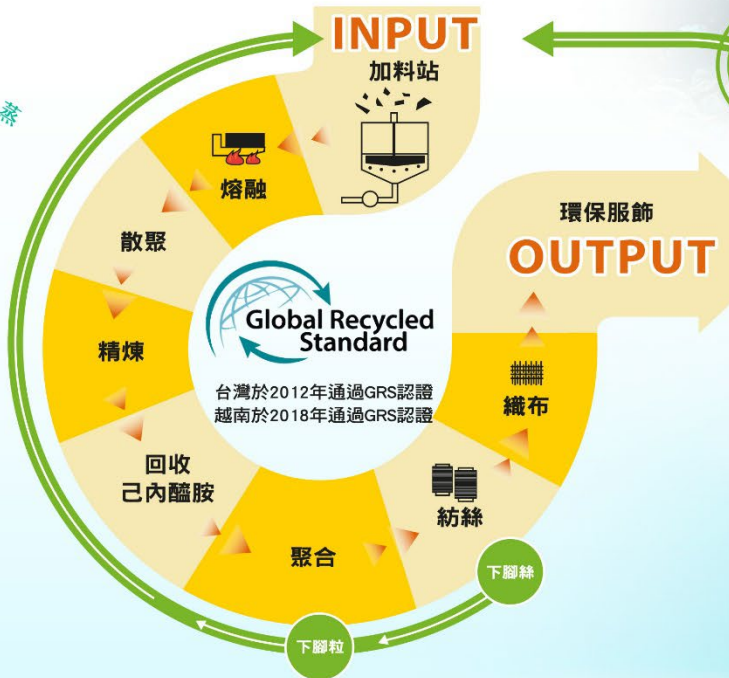 INPUT
加料站
蒸
熔融
散聚
精煉
回收
己內醯胺
聚合
紡絲
織布
環保服飾
OUTPUT
Global Recycled
Standard
台灣於2012年通過GRS認證
越南於2018年通過GRS認證
下腳絲
下腳粒